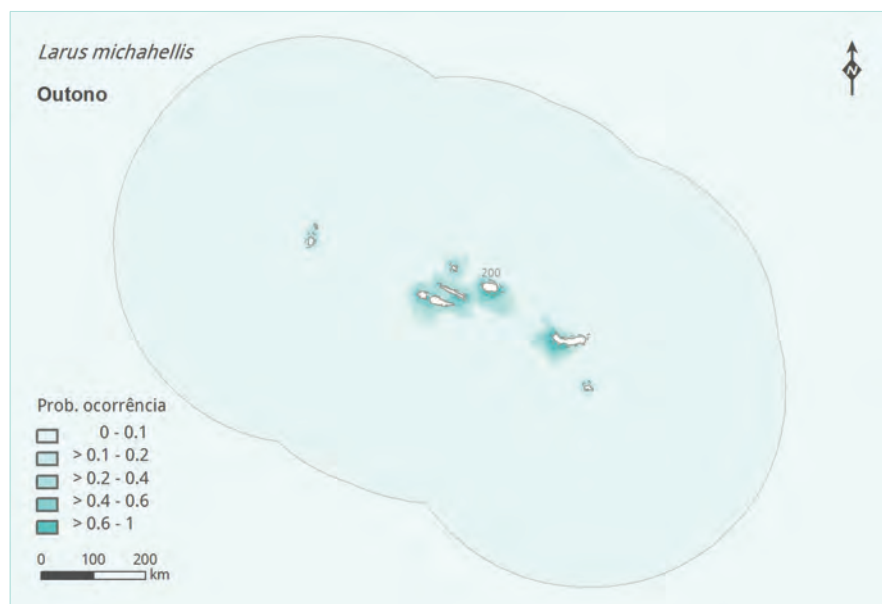 Larus michahellis
Outono
N
200
Prob. ocorrência
0 - 0.1
> 0.1 - 0.2
> 0.2 - 0.4
> 0.4 - 0.6
> 0.6 - 1
0 100 200
km